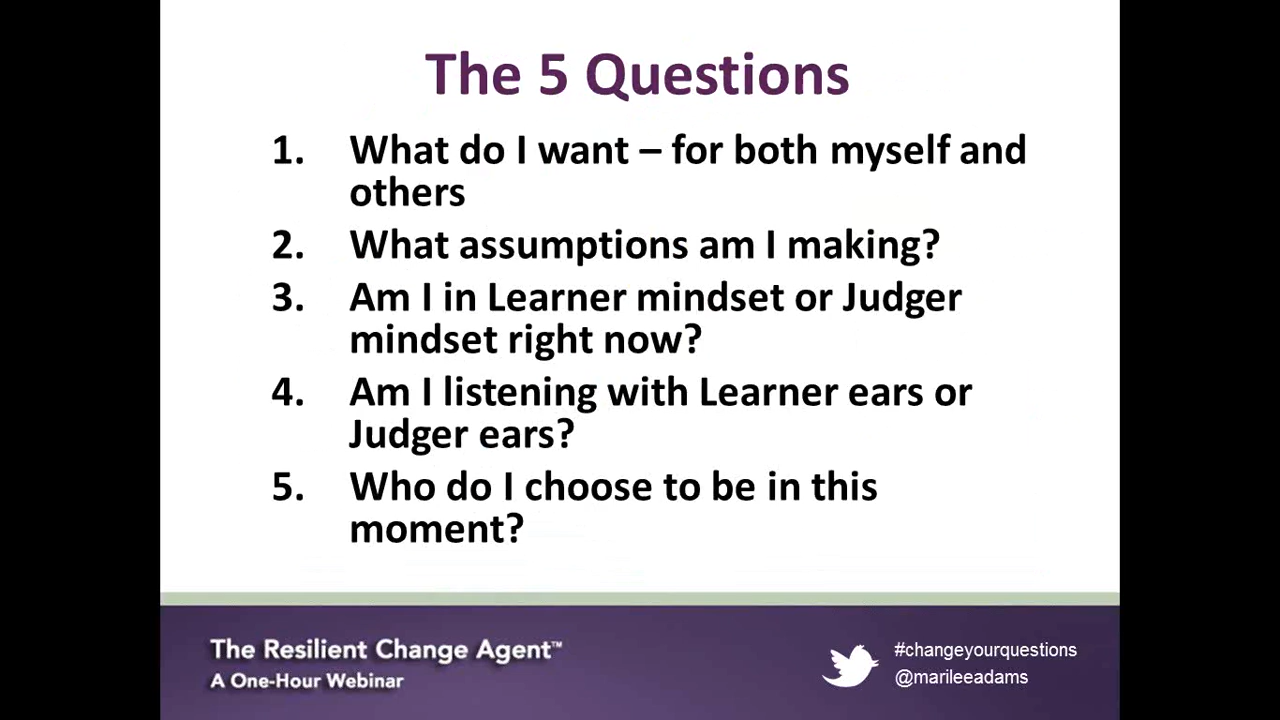 The 5 Questions
1. What do I want – for both myself and
others
2. What assumptions am I making?
3. Am I in Learner mindset or Judger
mindset right now?
4. Am I listening with Learner ears or
Judger ears?
5. Who do I choose to be in this
moment?
The Resilient Change Agent™
A One-Hour Webinar
#changeyourquestions
@marileeadams